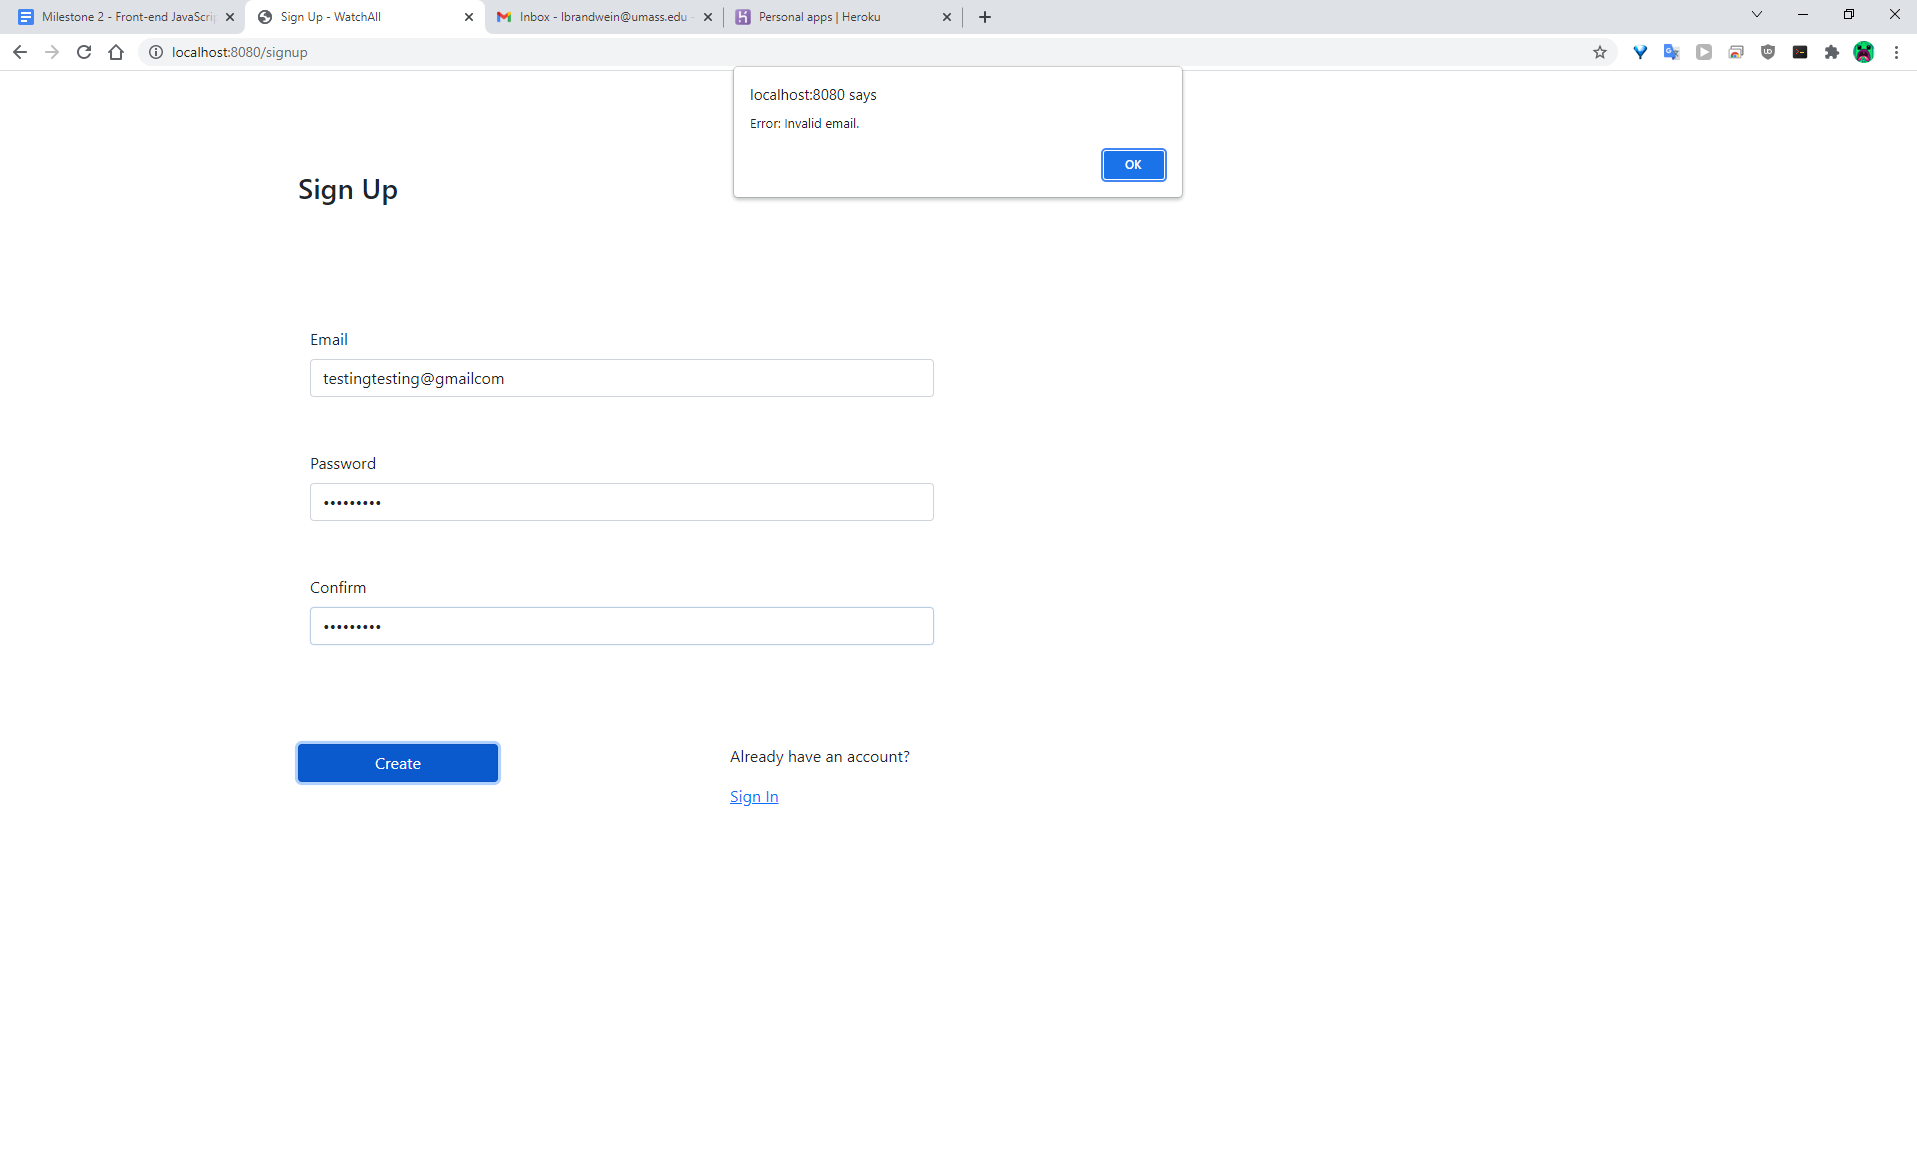 Milestone 2 - Front-end JavaScri
Sign Up - WatchAll
Inbox - lbrandwein@umass.edu -
Personal apps | Heroku
localhost:8080/signup
localhost:8080 says
Error: Invalid email.
OK
Sign Up
Email
testingtesting@gmailcom
Password
•••••••••
Confirm
•••••••••
Create
Already have an account?
Sign In